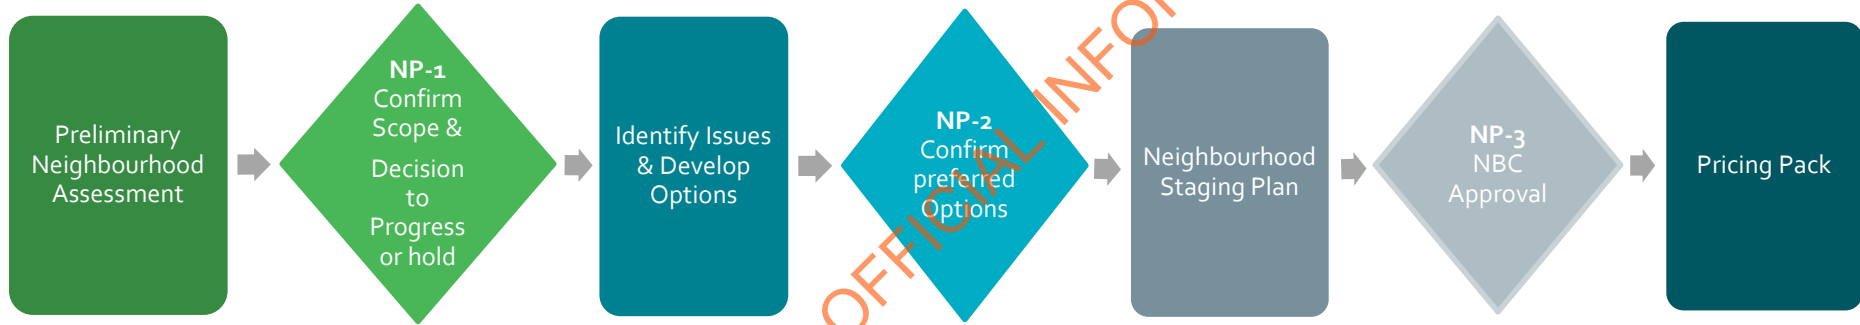 Preliminary
Neighbourhood
Assessment
NP-1
Confirm
Scope &
Decision
to
Progress
or hold
Identify Issues
& Develop
Options
NP-2
Confirm
preferred
Options
Neighbourhood
Staging Plan
NP-3
NBC
Approval
Pricing Pack
OFFICIAL